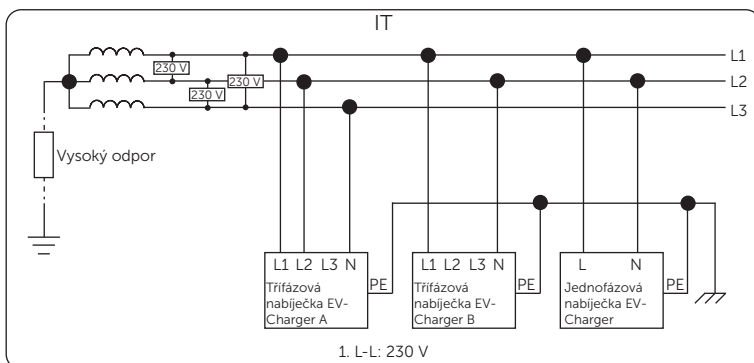 IT
L1
230 V
230 V
L2
230 V
L3
Vysoký odpor
L1 L2 L3 N
PE
Třífázová
nabíječka EV-
Charger A
L1 L2 L3 N
PE
Třífázová
nabíječka EV-
Charger B
L N
PE
Jednofázová
nabíječka EV-
Charger
1. L-L: 230 V